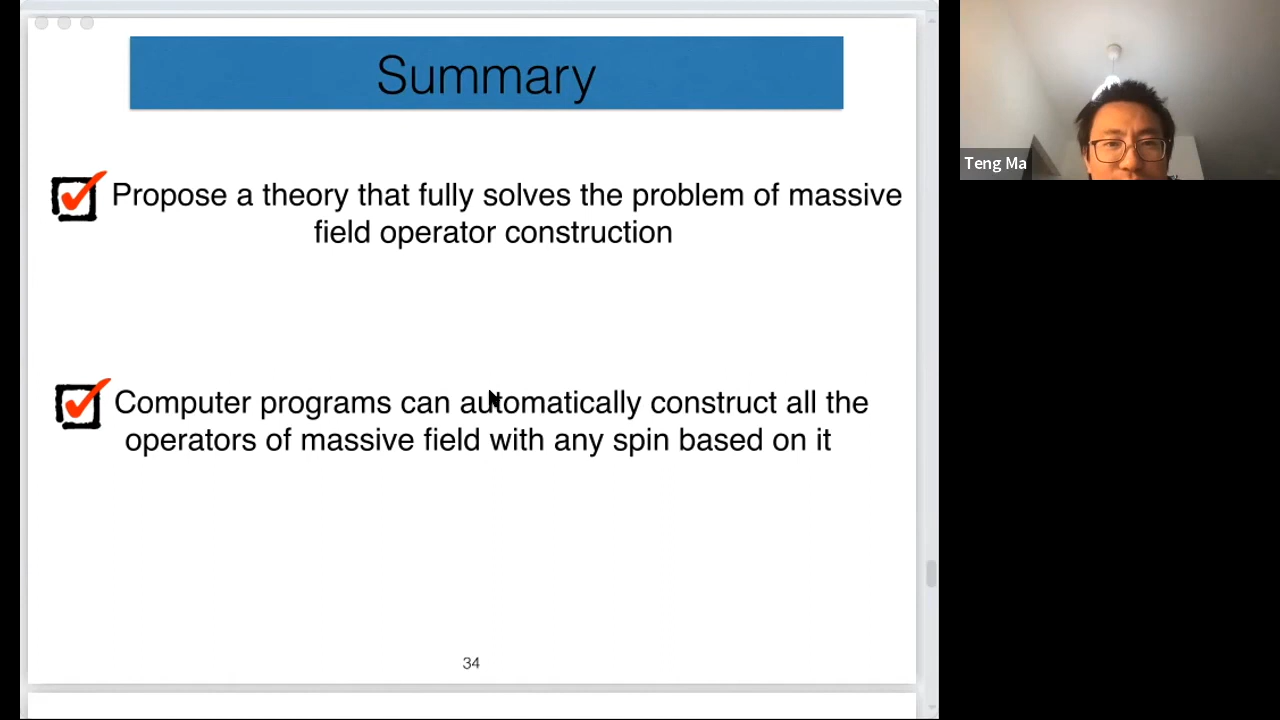 Summary
Propose a theory that fully solves the problem of massive
field operator construction
Computer programs can automatically construct all the
operators of massive field with any spin based on it
34
Teng Ma